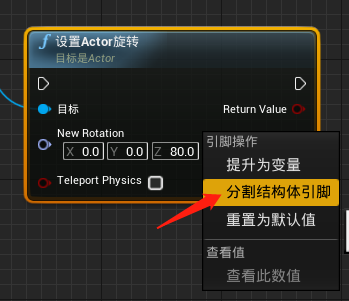 设置Actor旋转
目标是Actor
目标
Return Value
New Rotation
X 0.0 Y 0.0 Z 80.0
Teleport Physics
引脚操作
提升为变量
分割结构体引脚
重置为默认值
查看值
查看此数值